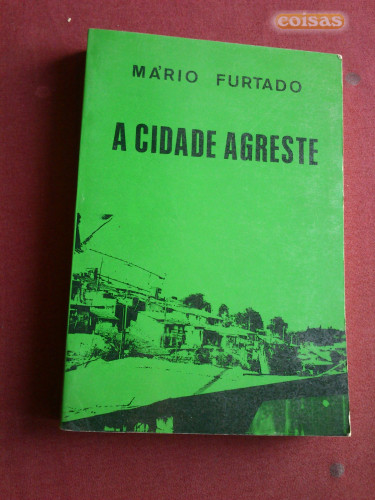 coisas
MÁRIO FURTADO
A CIDADE AGRESTE